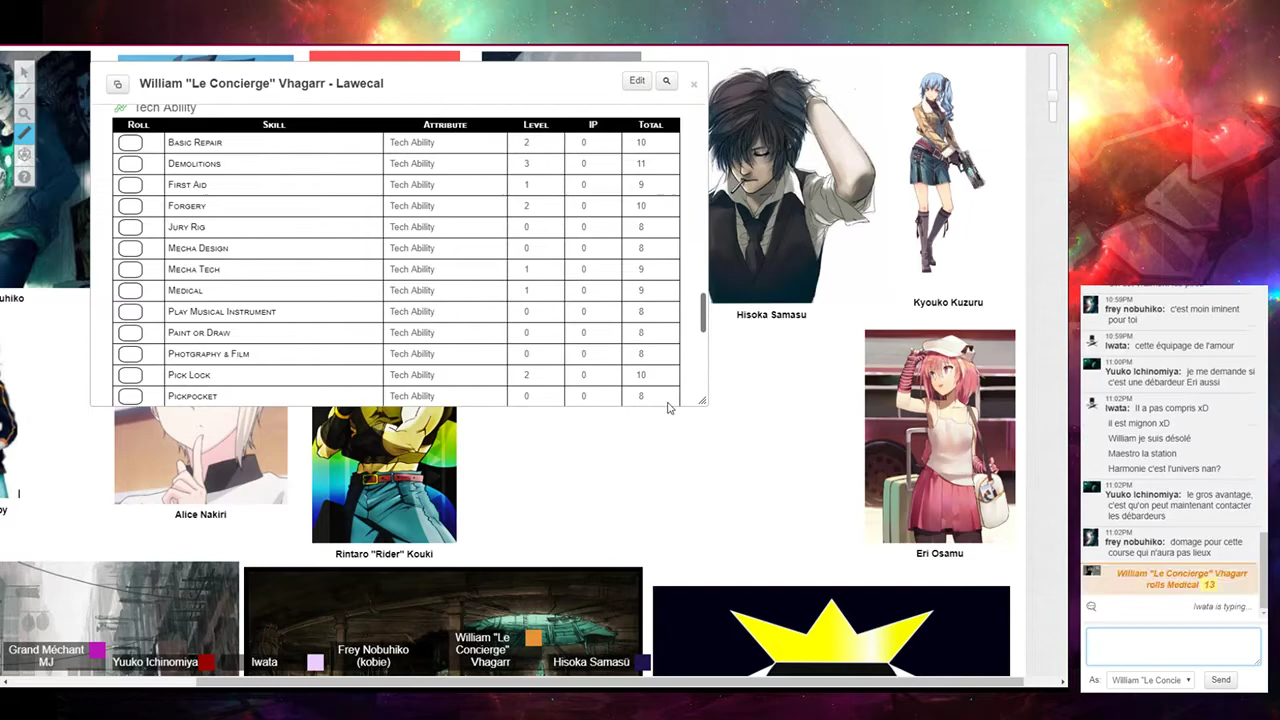 William "Le Concierge" Vhagarr - Lawecal
Edit
Tech Ability
ROLL SKILL ATTRIBUTE LEVEL IP TOTAL
BASIC REPAIR Tech Ability 2 0 10
DEMOLITIONS Tech Ability 3 0 11
FIRST AID Tech Ability 1 0 9
FORGERY Tech Ability 2 0 10
JURY RIG Tech Ability 0 0 8
MECHA DESIGN Tech Ability 0 0 8
MECHA TECH Tech Ability 1 0 9
MEDICAL Tech Ability 1 0 9
PLAY MUSICAL INSTRUMENT Tech Ability 0 0 8
PAINT OR DRAW Tech Ability 0 0 8
PHOTGRAPHY & FILM Tech Ability 0 0 8
PICK LOCK Tech Ability 2 0 10
PICKPOCKET Tech Ability 0 0 8
uhiko
Hisoka Samasu
Kyouko Kuzuru
by
Alice Nakiri
Rintaro "Rider" Kouki
Eri Osamu
Grand Méchant
MJ
Yuuko Ichinomiya
Iwata
Frey Nobuhiko
(kobie)
William "Le
Concierge"
Vhagarr
Hisoka Samasū
10:59PM
frey nobuhiko: c'est moin iminent
pour toi
10:59PM
Iwata: cette équipage de l'amour
11:00PM
Yuuko Ichinomiya: je me demande si
c'est une débardeur Eri aussi
11:02PM
Iwata: Il a pas compris xD
il est mignon xD
William je suis désolé
Maestro la station
Harmonie c'est l'univers nan?
11:02PM
Yuuko Ichinomiya: le gros avantage,
c'est qu'on peut maintenant contacter
les débardeurs
11:02PM
frey nobuhiko: domage pour cette
course qui n'aura pas lieux
William "Le Concierge" Vhagarr
rolls Medical 13
Iwata is typing...
As: William "Le Concie
Send